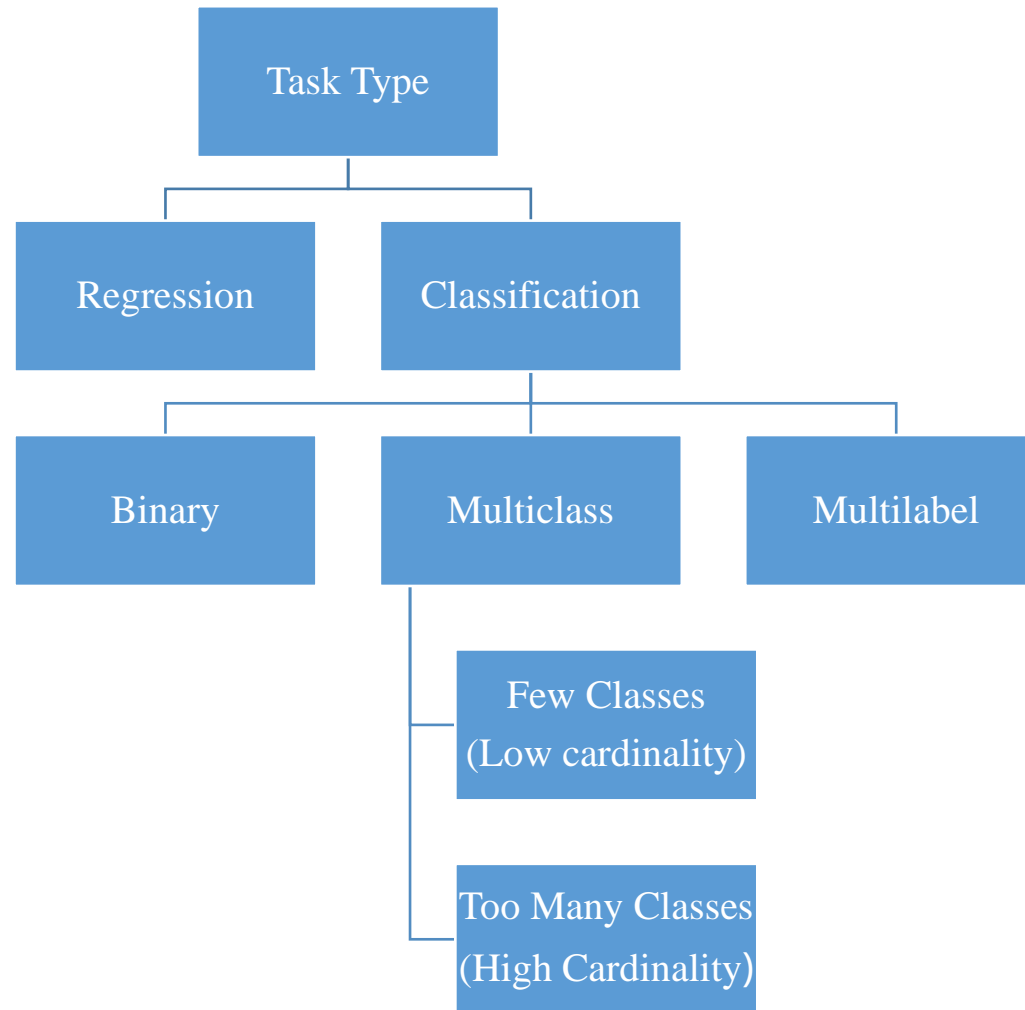 Task Type
Regression
Classification
Binary
Multiclass
Multilabel
Few Classes
(Low cardinality)
Too Many Classes
(High Cardinality)